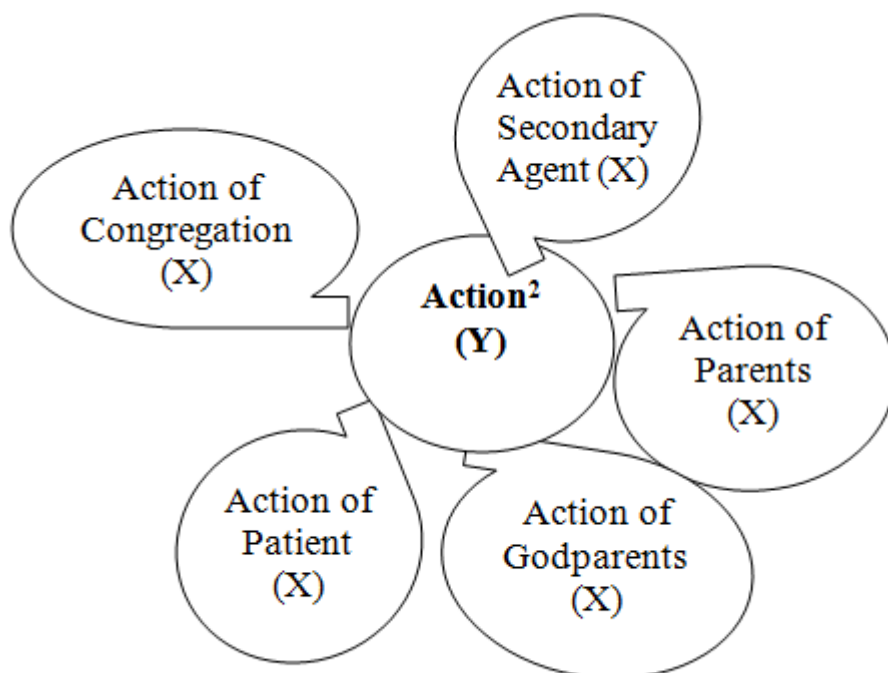 Action of
Secondary
Agent (X)
Action of
Congregation
(X)
Action²
(Y)
Action of
Parents
(X)
Action of
Patient
(X)
Action of
Godparents
(X)